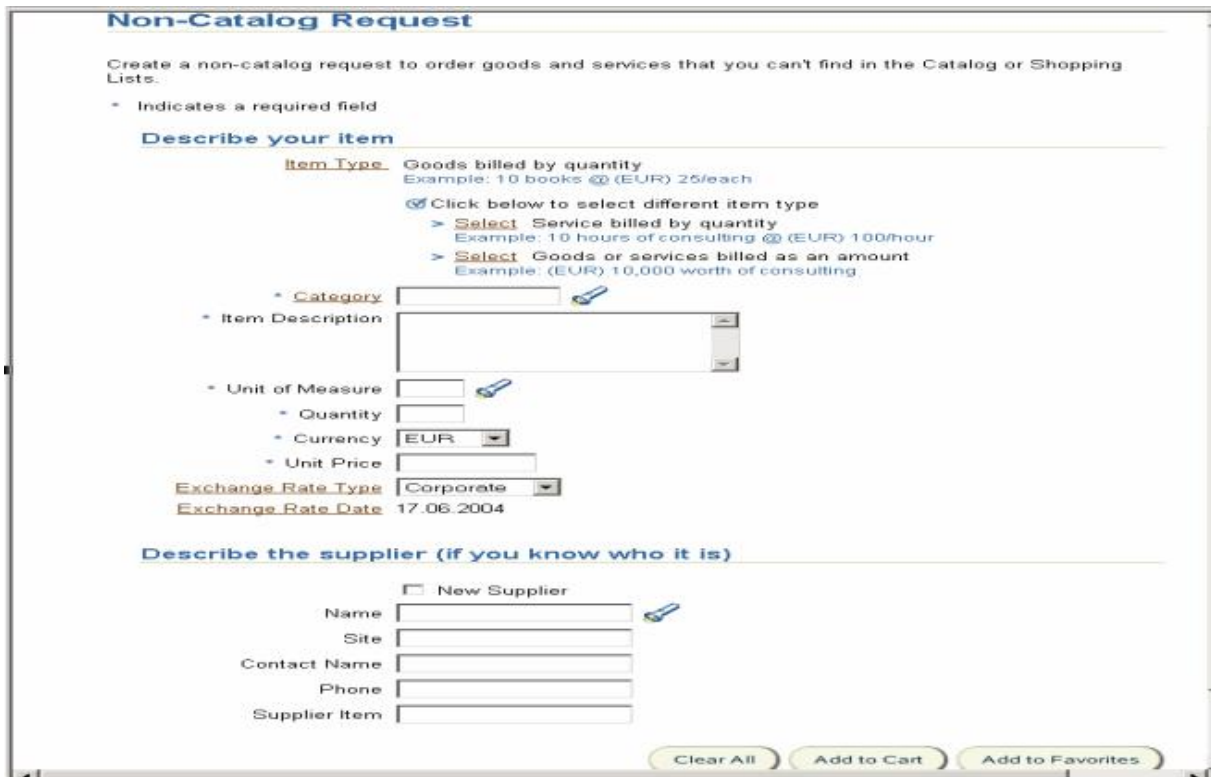 Non-Catalog Request
Create a non-catalog request to order goods and services that you can't find in the Catalog or Shopping
Lists.
* Indicates a required field
Describe your item
Item Type Goods billed by quantity
Example: 10 books @ (EUR) 25/each
Click below to select different item type
> Select Service billed by quantity
Example: 10 hours of consulting @ (EUR) 100/hour
> Select Goods or services billed as an amount
Example: (EUR) 10,000 worth of consulting
* Category
* Item Description
* Unit of Measure
* Quantity
* Currency EUR
* Unit Price
Exchange Rate Type Corporate
Exchange Rate Date 17.06.2004
Describe the supplier (if you know who it is)
New Supplier
Name
Site
Contact Name
Phone
Supplier Item
Clear All Add to Cart Add to Favorites